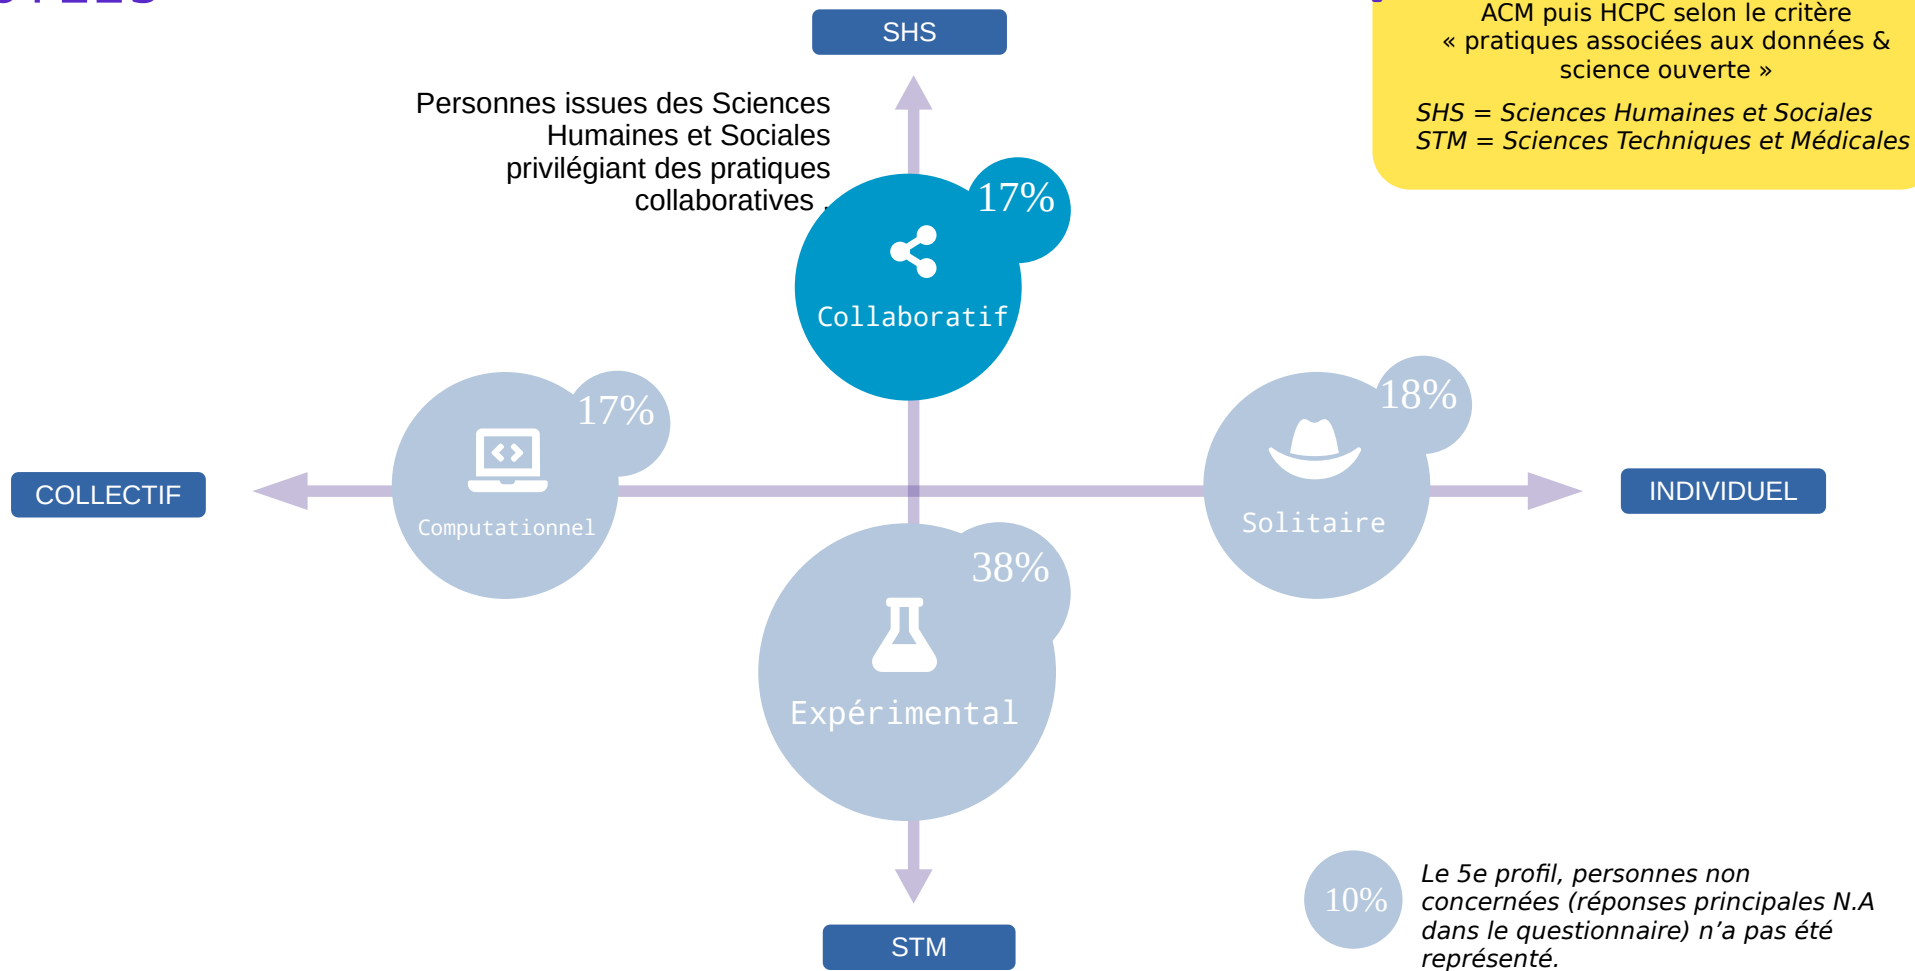 SHS
ACM puis HCPC selon le critère
« pratiques associées aux données &
science ouverte »
SHS = Sciences Humaines et Sociales
STM = Sciences Techniques et Médicales
Personnes issues des Sciences
Humaines et Sociales
privilégiant des pratiques
collaboratives .
17%
Collaboratif
17%
Computationnel
18%
Solitaire
COLLECTIF
INDIVIDUEL
38%
Expérimental
STM
10%
Le 5e profil, personnes non
concernées (réponses principales N.A
dans le questionnaire) n’a pas été
représenté.